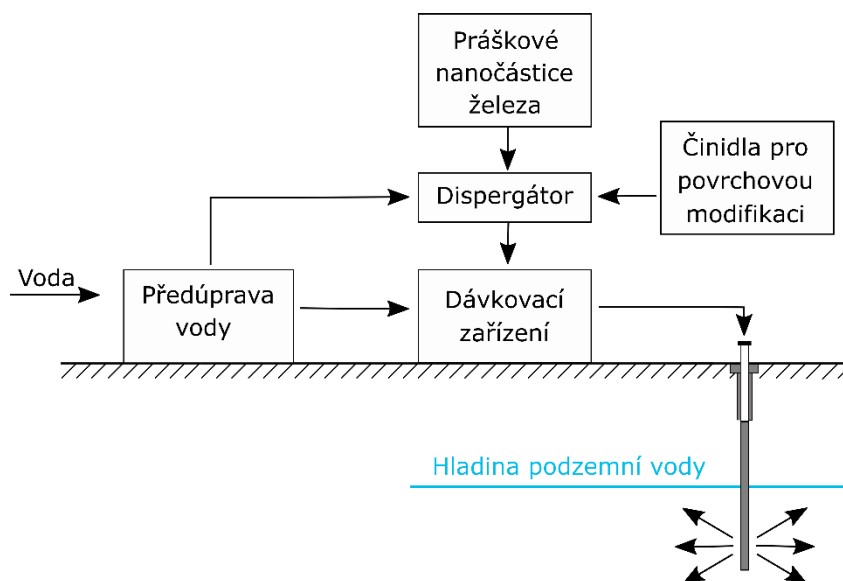 Práškové
nanočástice
železa
Činidla pro
povrchovou
modifikaci
Dispergátor
Voda
Předúprava
vody
Dávkovací
zařízení
Hladina podzemní vody